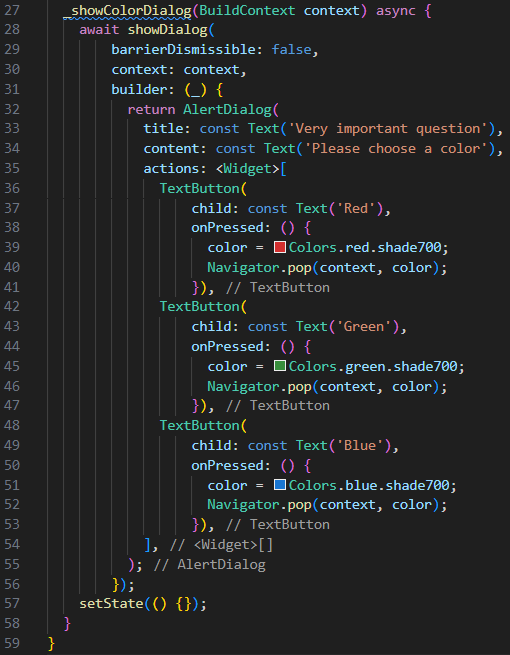 27 _showColorDialog(BuildContext context) async {
28 await showDialog(
29 barrierDismissible: false,
30 context: context,
31 builder: (_) {
32 return AlertDialog(
33 title: const Text('Very important question'),
34 content: const Text('Please choose a color'),
35 actions: <Widget>[
36 TextButton(
37 child: const Text('Red'),
38 onPressed: () {
39 color = Colors.red.shade700;
40 Navigator.pop(context, color);
41 }), // TextButton
42 TextButton(
43 child: const Text('Green'),
44 onPressed: () {
45 color = Colors.green.shade700;
46 Navigator.pop(context, color);
47 }), // TextButton
48 TextButton(
49 child: const Text('Blue'),
50 onPressed: () {
51 color = Colors.blue.shade700;
52 Navigator.pop(context, color);
53 }), // TextButton
54 ], // <Widget>[]
55 ); // AlertDialog
56 });
57 setState(() {});
58 }
59 }